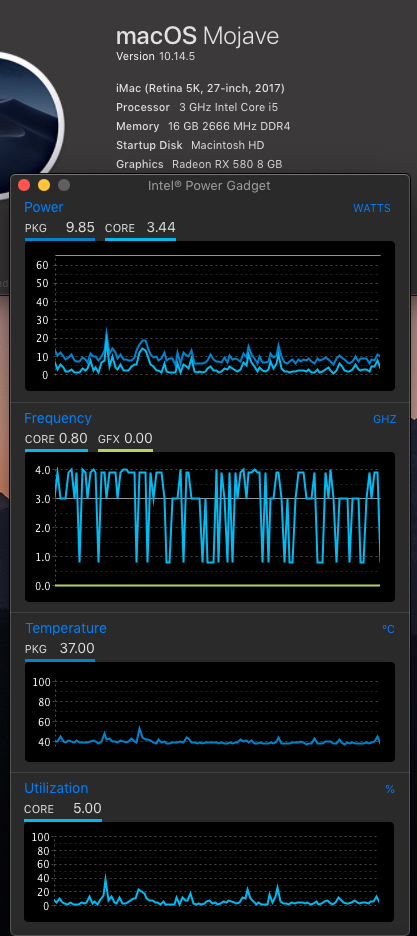 macOS Mojave
Version 10.14.5
iMac (Retina 5K, 27-inch, 2017)
Processor 3 GHz Intel Core i5
Memory 16 GB 2666 MHz DDR4
Startup Disk Macintosh HD
Graphics Radeon RX 580 8 GB
Intel® Power Gadget
Power WATTS
PKG 9.85 CORE 3.44
60
50
40
30
20
10
0
Frequency GHZ
CORE 0.80 GFX 0.00
4.0
3.0
2.0
1.0
0.0
Temperature ºC
PKG 37.00
100
80
60
40
Utilization %
CORE 5.00
100
80
60
40
20
0